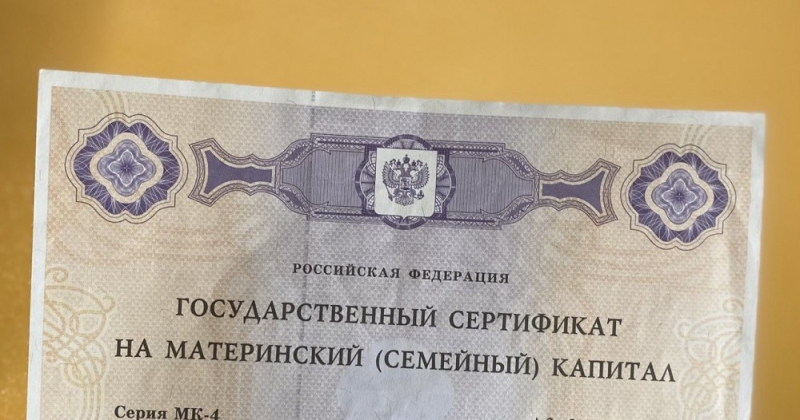 РОССИЙСКАЯ ФЕДЕРАЦИЯ
ГОСУДАРСТВЕННЫЙ СЕРТИФИКАТ
НА МАТЕРИНСКИЙ (СЕМЕЙНЫЙ) КАПИТАЛ
Серия МК-4